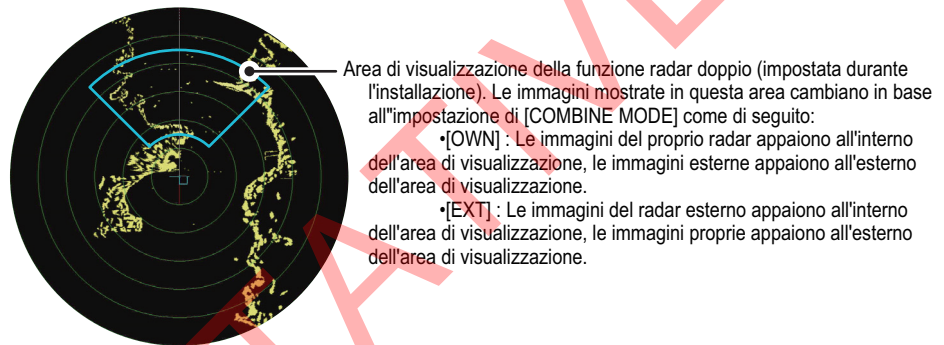 Area di visualizzazione della funzione radar doppio (impostata durante
l'installazione). Le immagini mostrate in questa area cambiano in base
all"impostazione di [COMBINE MODE] come di seguito:
•[OWN] : Le immagini del proprio radar appaiono all'interno
dell'area di visualizzazione, le immagini esterne appaiono all'esterno
dell'area di visualizzazione.
•[EXT] : Le immagini del radar esterno appaiono all'interno
dell'area di visualizzazione, le immagini proprie appaiono all'esterno
dell'area di visualizzazione.
TATIVE